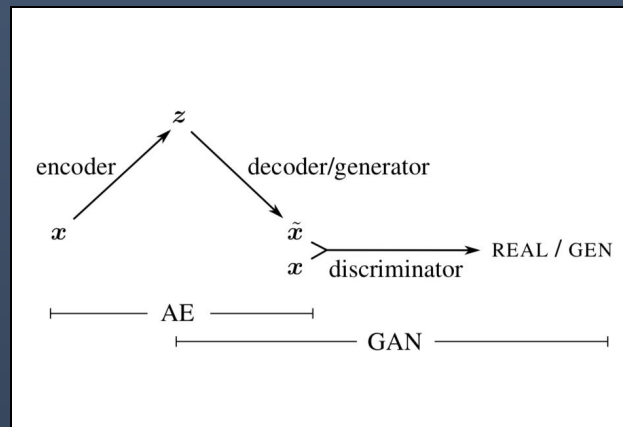 z
encoder
decoder/generator
x
x̃
x
discriminator
REAL / GEN
AE
GAN